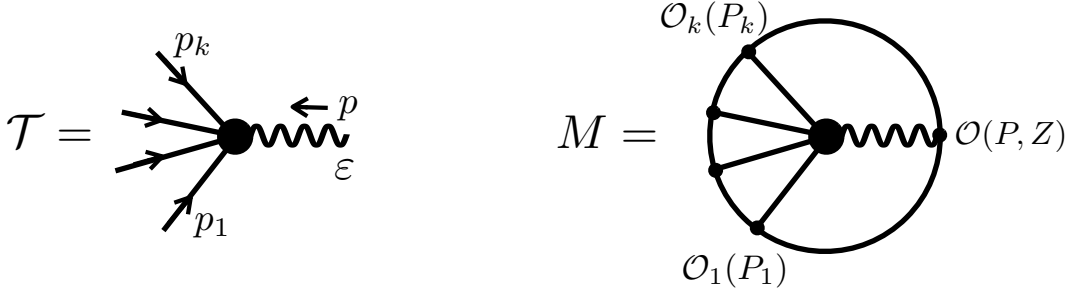 𝒯 =
p_k
p
ε
p_1
M =
𝒪_k(P_k)
𝒪(P, Z)
𝒪_1(P_1)